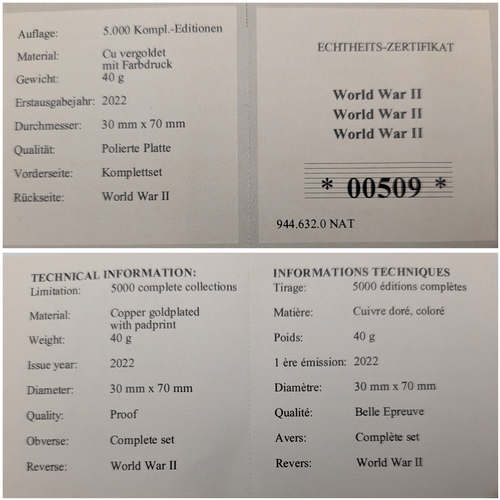 Auflage: 5.000 Kompl.-Editionen
Material: Cu vergoldet
mit Farbdruck
Gewicht: 40 g
Erstausgabejahr: 2022
Durchmesser: 30 mm x 70 mm
Qualität: Polierte Platte
Vorderseite: Komplettset
Rückseite: World War II
ECHTHEITS-ZERTIFIKAT
World War II
World War II
World War II
* 00509 *
944.632.0 NAT
TECHNICAL INFORMATION:
Limitation: 5000 complete collections
Material: Copper goldplated
with padprint
Weight: 40 g
Issue year: 2022
Diameter: 30 mm x 70 mm
Quality: Proof
Obverse: Complete set
Reverse: World War II
INFORMATIONS TECHNIQUES
Tirage: 5000 éditions complètes
Matière: Cuivre doré, coloré
Poids: 40 g
1 ère émission: 2022
Diamètre: 30 mm x 70 mm
Qualité: Belle Epreuve
Avers: Complète set
Revers: World War II